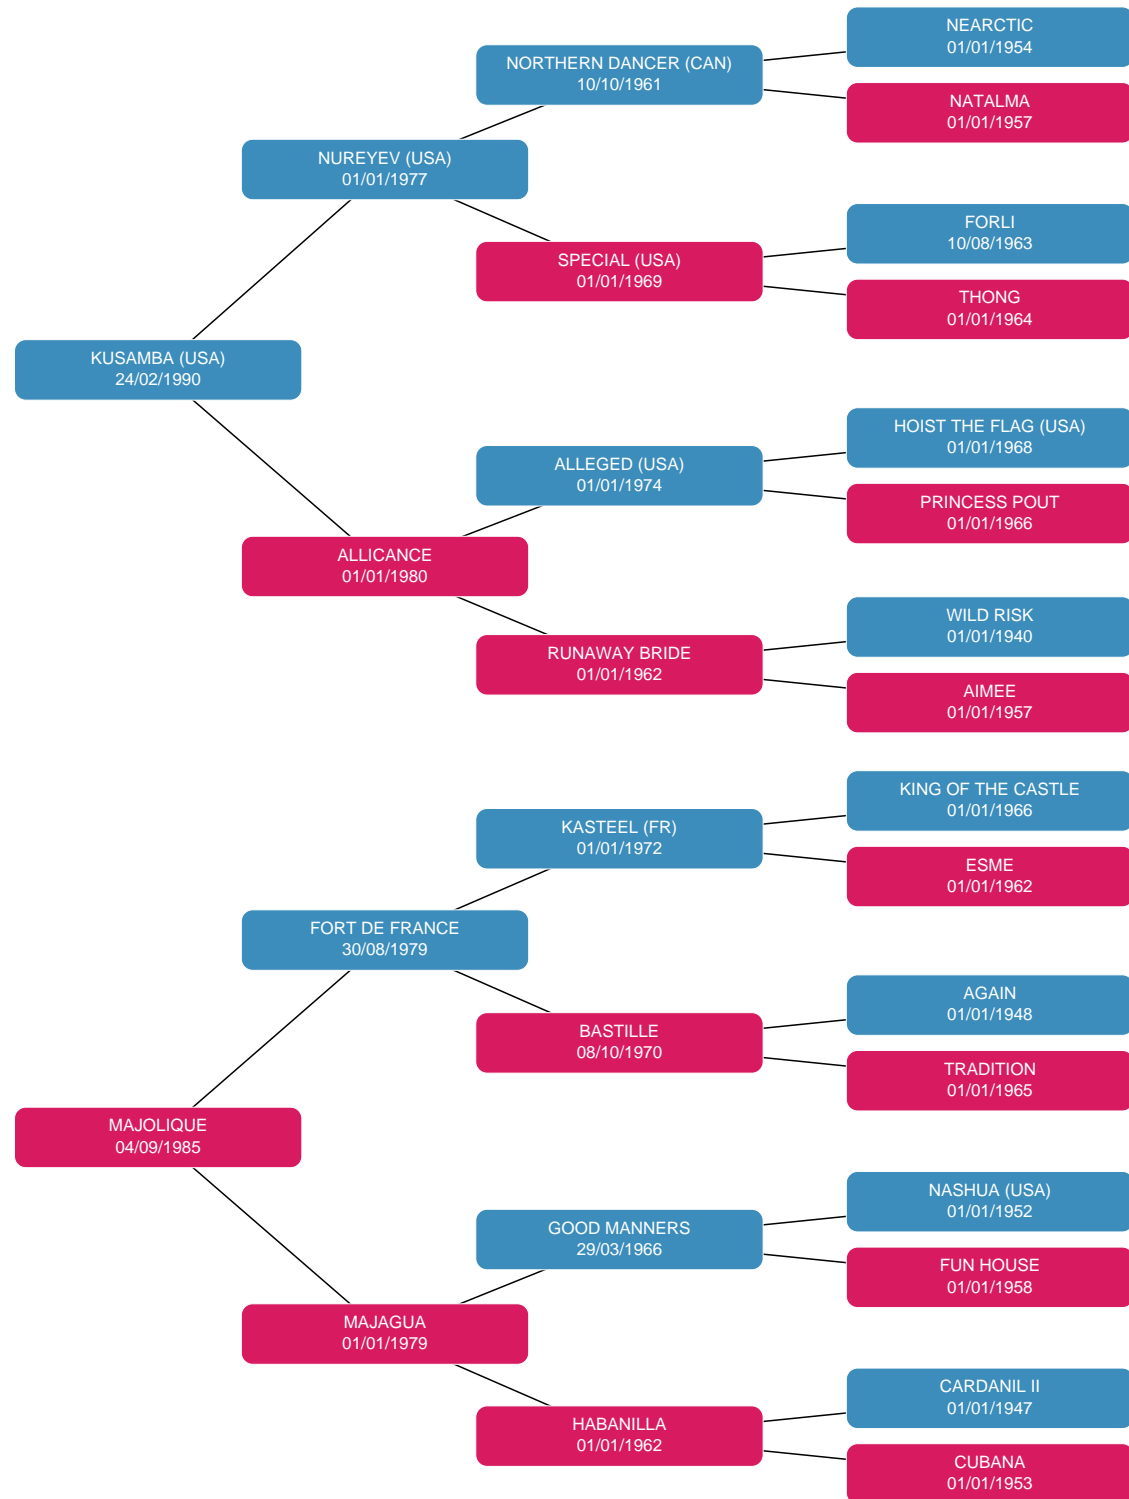 NEARCTIC
01/01/1954
NORTHERN DANCER (CAN)
10/10/1961
NATALMA
01/01/1957
NUREYEV (USA)
01/01/1977
FORLI
10/08/1963
SPECIAL (USA)
01/01/1969
THONG
01/01/1964
KUSAMBA (USA)
24/02/1990
HOIST THE FLAG (USA)
01/01/1968
ALLEGED (USA)
01/01/1974
PRINCESS POUT
01/01/1966
ALLICANCE
01/01/1980
WILD RISK
01/01/1940
RUNAWAY BRIDE
01/01/1962
AIMEE
01/01/1957
KING OF THE CASTLE
01/01/1966
KASTEEL (FR)
01/01/1972
ESME
01/01/1962
FORT DE FRANCE
30/08/1979
AGAIN
01/01/1948
BASTILLE
08/10/1970
TRADITION
01/01/1965
MAJOLIQUE
04/09/1985
NASHUA (USA)
01/01/1952
GOOD MANNERS
29/03/1966
FUN HOUSE
01/01/1958
MAJAGUA
01/01/1979
CARDANIL II
01/01/1947
HABANILLA
01/01/1962
CUBANA
01/01/1953